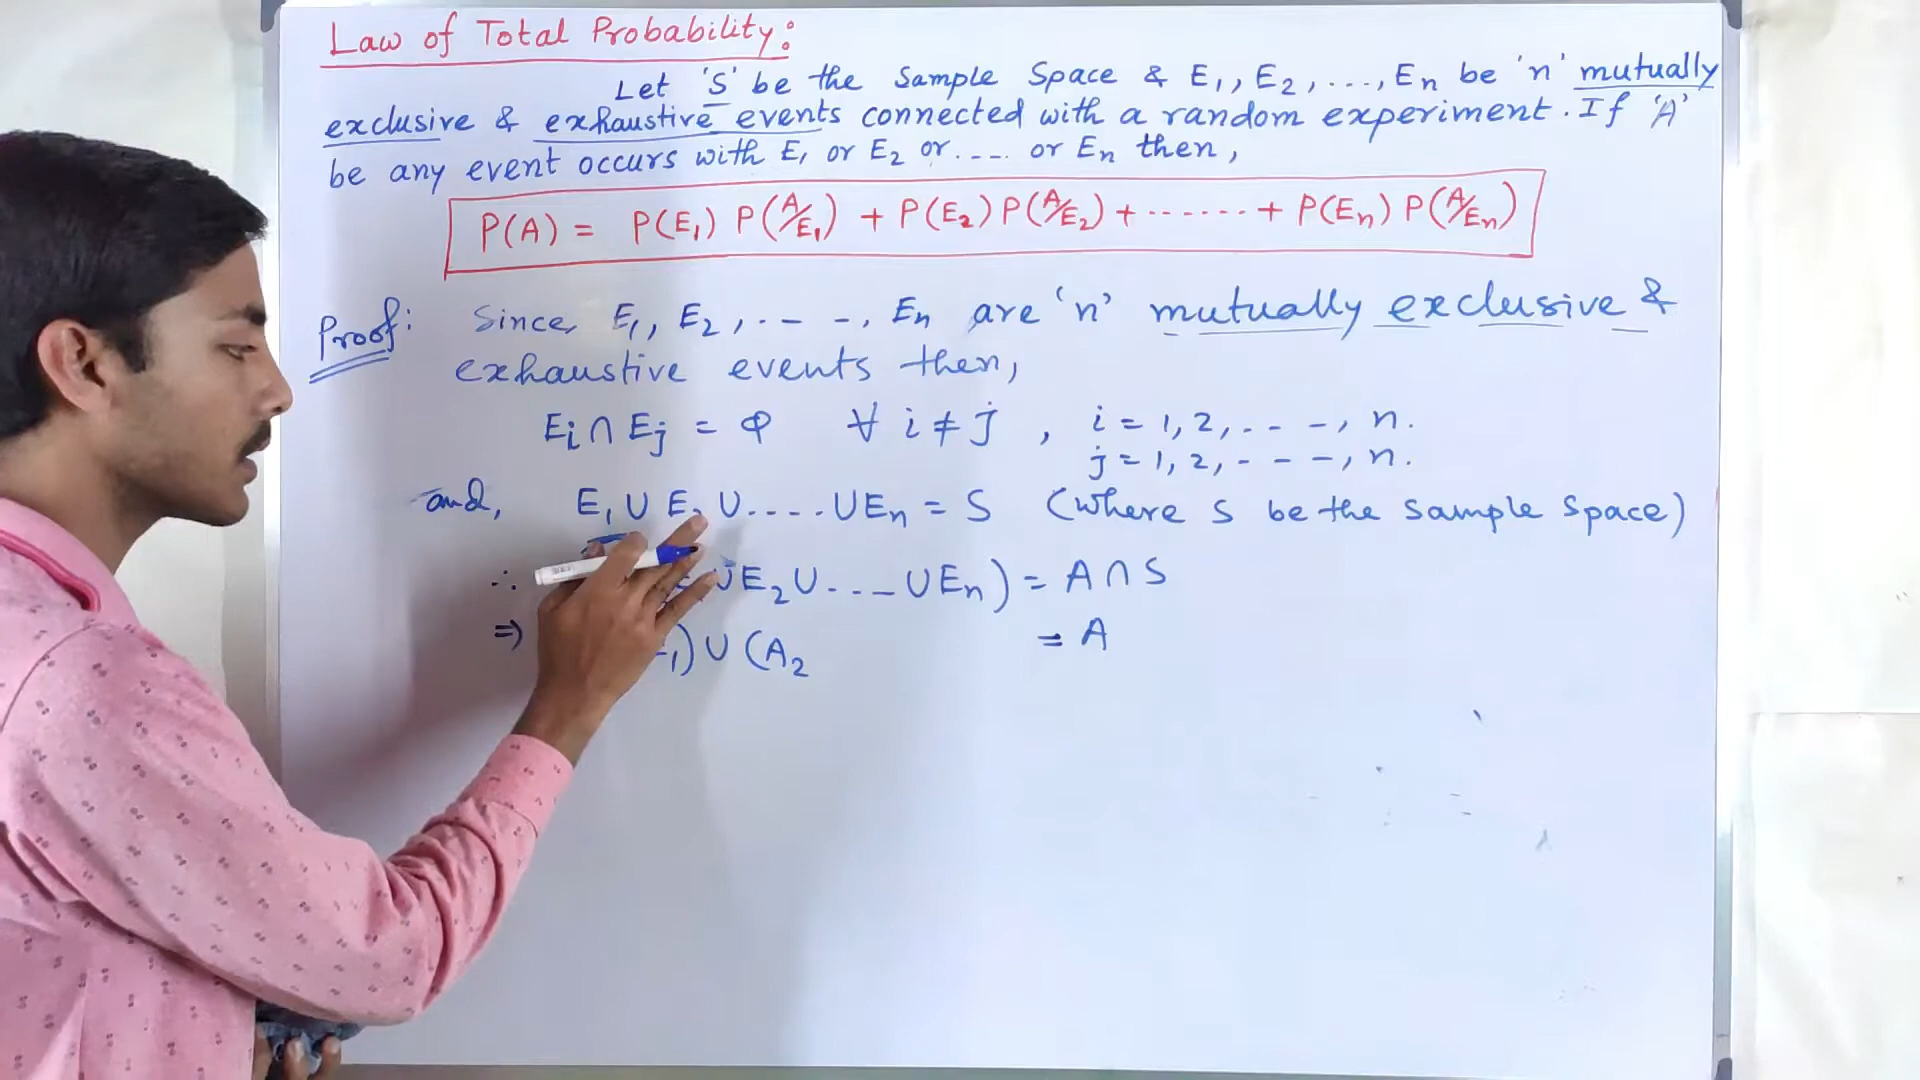 Law of Total Probability:
Let 'S' be the Sample Space & E₁, E₂, ..., Eₙ be 'n' mutually
exclusive & exhaustive events connected with a random experiment. If 'A'
be any event occurs with E₁ or E₂ or .... or Eₙ then,
P(A) = P(E₁) P(A/E₁) + P(E₂) P(A/E₂) + ....... + P(Eₙ) P(A/Eₙ)
Proof: Since, E₁, E₂, .- - -, Eₙ are 'n' mutually exclusive &
exhaustive events then,
Ei ∩ Ej = φ ∀ i ≠ j , i = 1, 2, - - -, n.
j = 1, 2, - - - -, n.
and, E₁ ∪ E ∪ .... ∪ Eₙ = S (where S be the Sample Space)
∴ ∪ E₂ ∪ ... ∪ Eₙ) = A ∩ S
⇒ ₁) ∪ (A₂ = A